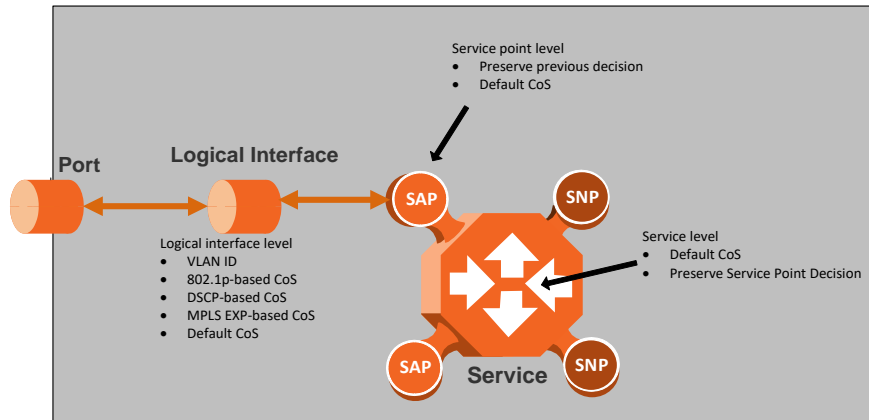 Service point level
• Preserve previous decision
• Default CoS
Port
Logical Interface
SAP
SNP
Logical interface level
• VLAN ID
• 802.1p-based CoS
• DSCP-based CoS
• MPLS EXP-based CoS
• Default CoS
Service level
• Default CoS
• Preserve Service Point Decision
SAP
Service
SNP